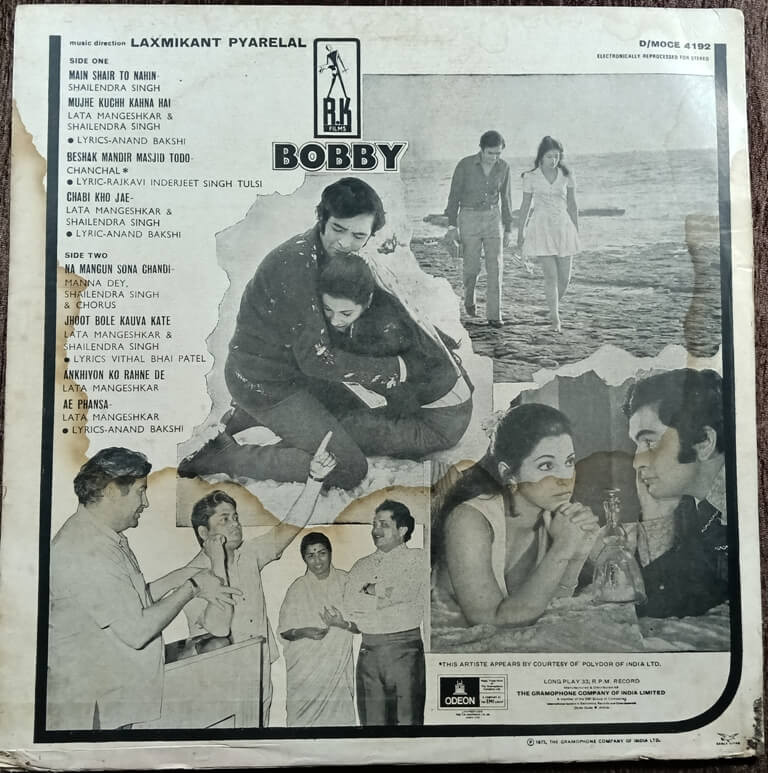 music direction LAXMIKANT PYARELAL
D/MOCE 4192
ELECTRONICALLY REPROCESSED FOR STEREO
SIDE ONE
MAIN SHAIR TO NAHIN-
SHAILENDRA SINGH
MUJHE KUCHH KAHNA HAI
LATA MANGESHKAR &
SHAILENDRA SINGH
● LYRICS-ANAND BAKSHI
BESHAK MANDIR MASJID TODO-
CHANCHAL*
● LYRIC-RAJKAVI INDERJEET SINGH TULSI
CHABI KHO JAE-
LATA MANGESHKAR &
SHAILENDRA SINGH
● LYRIC-ANAND BAKSHI
SIDE TWO
NA MANGUN SONA CHANDI-
MANNA DEY,
SHAILENDRA SINGH
& CHORUS
JHOOT BOLE KAUVA KATE
LATA MANGESHKAR &
SHAILENDRA SINGH
● LYRICS VITHAL BHAI PATEL
ANKHIYON KO RAHNE DE
LATA MANGESHKAR
AE PHANSA-
LATA MANGESHKAR
● LYRICS-ANAND BAKSHI
R.K
FILMS
BOBBY
*THIS ARTISTE APPEARS BY COURTESY OF POLYDOR OF INDIA LTD.
ODEON
LONG PLAY 33⅓ R.P.M. RECORD
Manufactured & Distributed by
THE GRAMOPHONE COMPANY OF INDIA LIMITED
THE GRAMOPHONE COMPANY OF INDIA LTD.